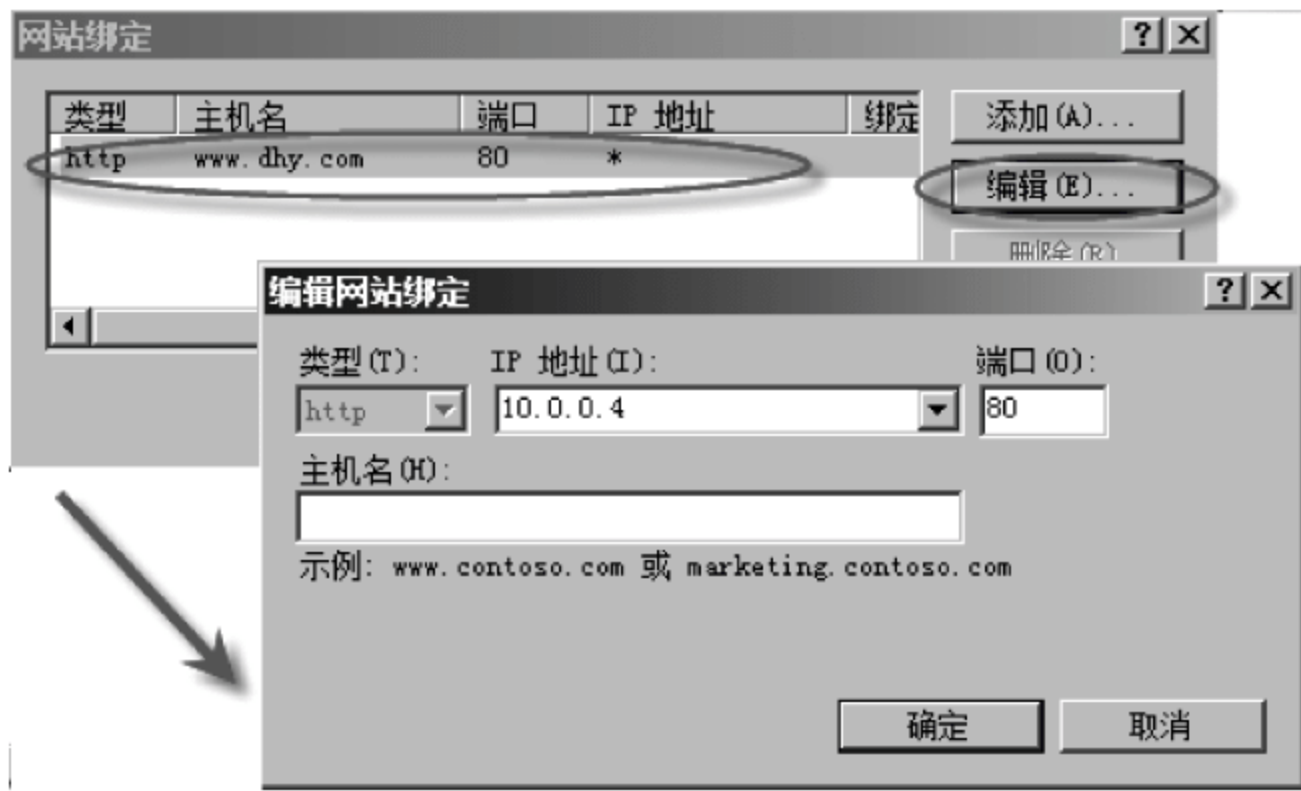 网站绑定
类型 主机名 端口 IP 地址 绑定
http www.dhy.com 80 *
添加(A)...
编辑(E)...
删除(R)
编辑网站绑定
类型(T): IP 地址(I): 端口(O):
http 10.0.0.4 80
主机名(H):
示例: www.contoso.com 或 marketing.contoso.com
确定 取消